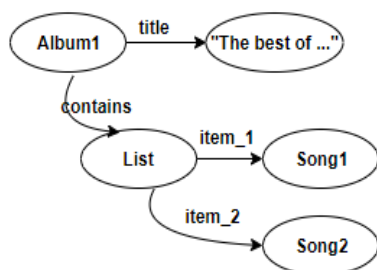 title
Album1
"The best of ..."
contains
item_1
List
Song1
item_2
Song2